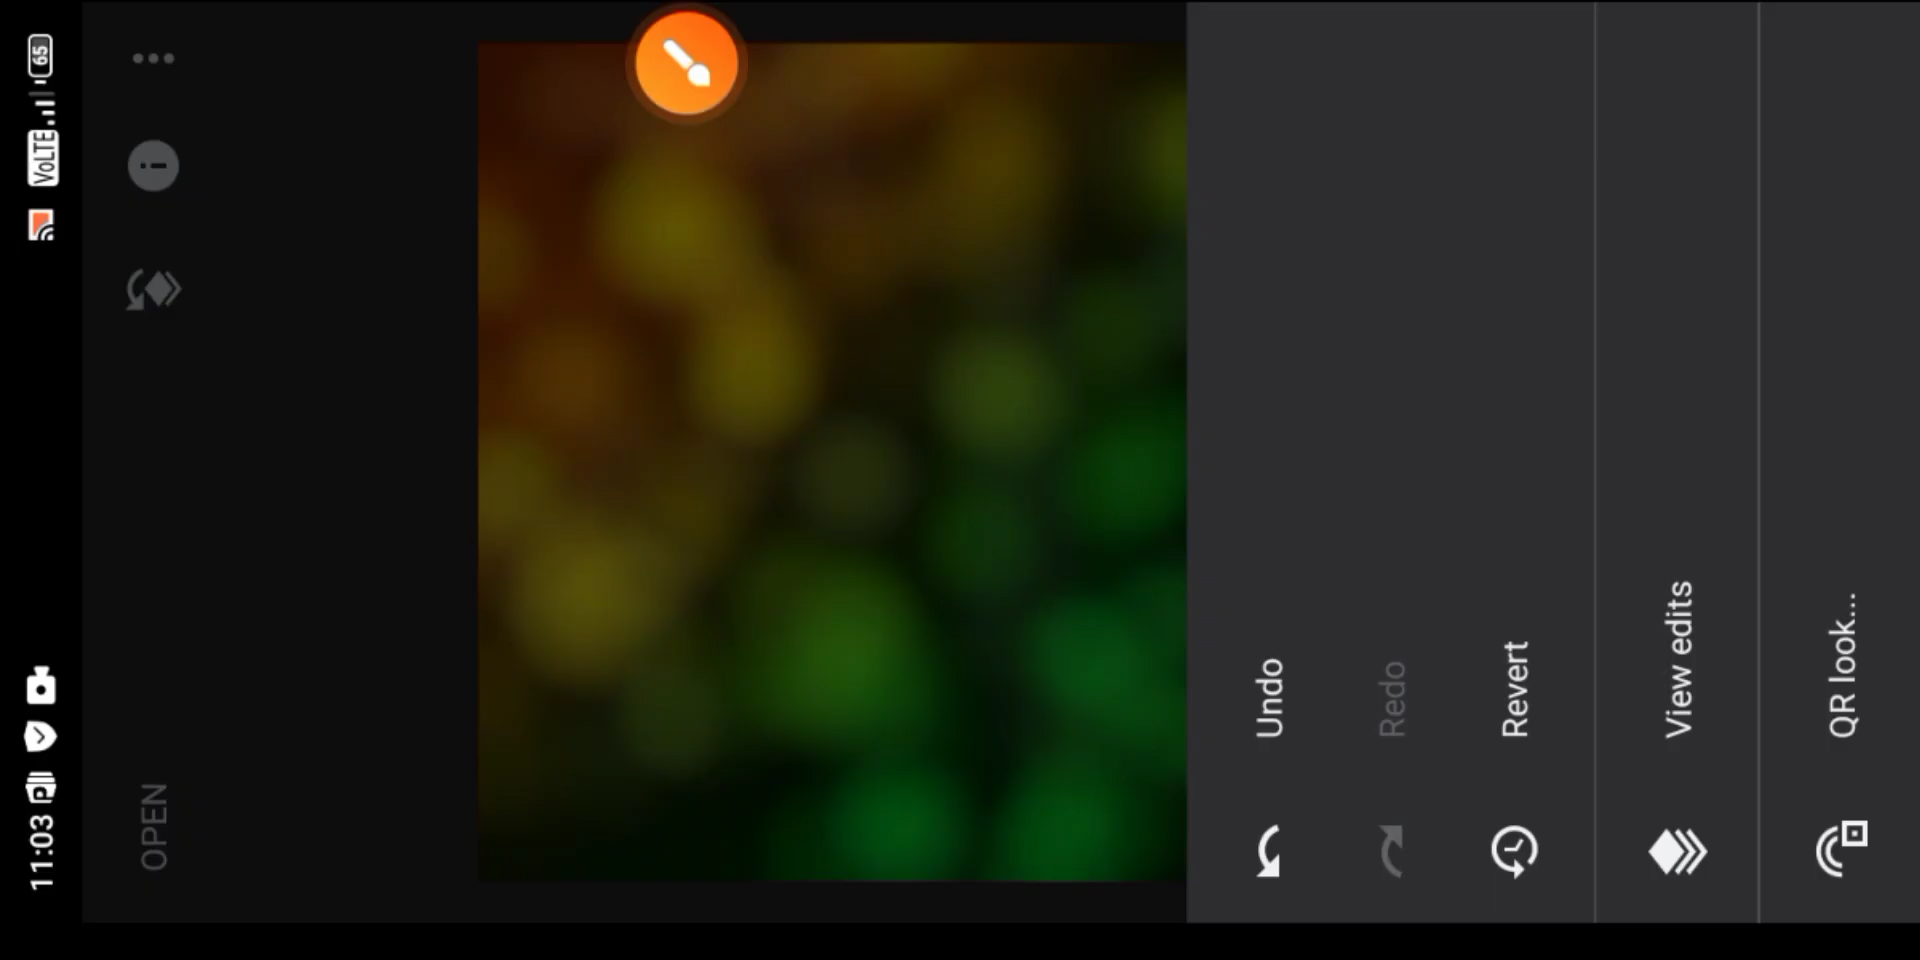 11:03
VoLTE
65
OPEN
Undo
Redo
Revert
View edits
QR look...